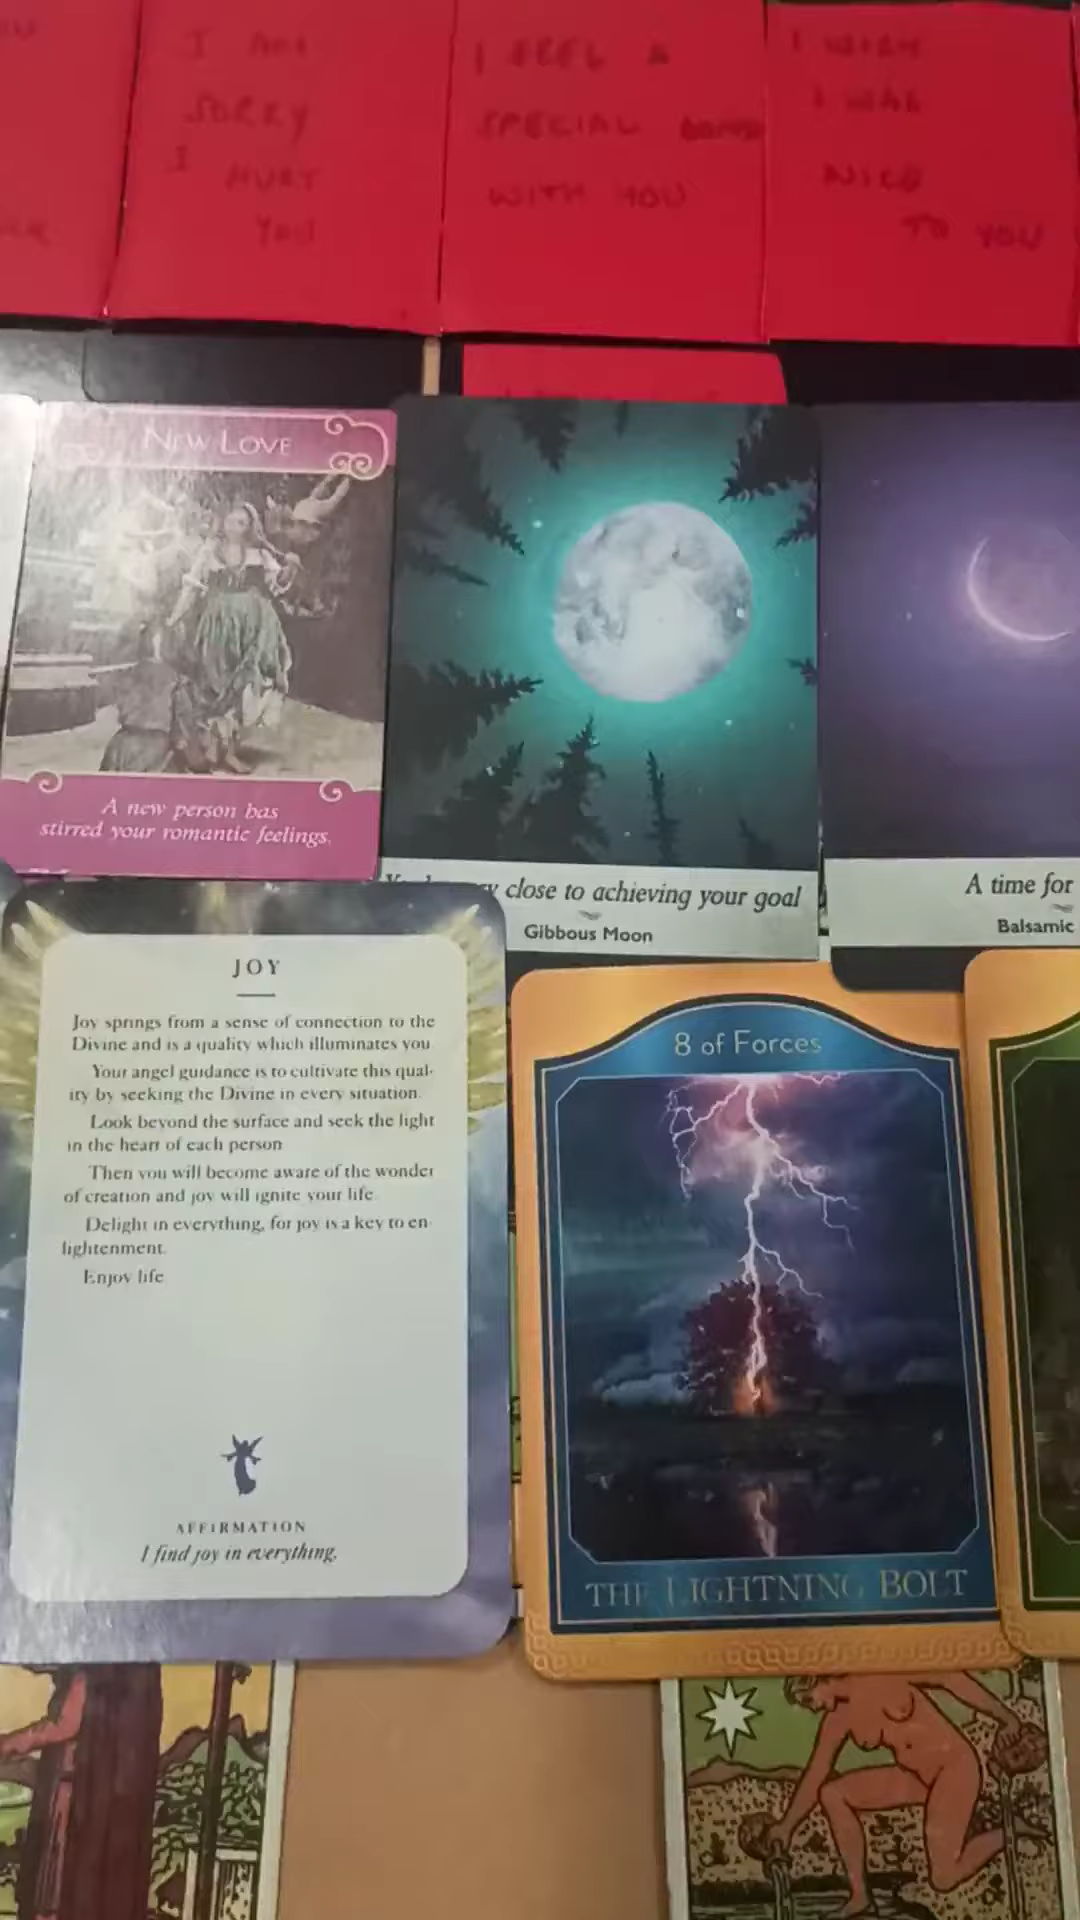 I AM
SORRY
I HURT
YOU
I FEEL A
SPECIAL BOND
WITH YOU
I WISH
I WAS
NICE
TO YOU
NEW LOVE
A new person has
stirred your romantic feelings.
close to achieving your goal
Gibbous Moon
A time for
Balsamic
JOY
Joy springs from a sense of connection to the
Divine and is a quality which illuminates you.
Your angel guidance is to cultivate this qual-
ity by seeking the Divine in every situation.
Look beyond the surface and seek the light
in the heart of each person
Then you will become aware of the wonder
of creation and joy will ignite your life.
Delight in everything, for joy is a key to en-
lightenment.
Enjoy life
AFFIRMATION
I find joy in everything.
8 of Forces
THE LIGHTNING BOLT